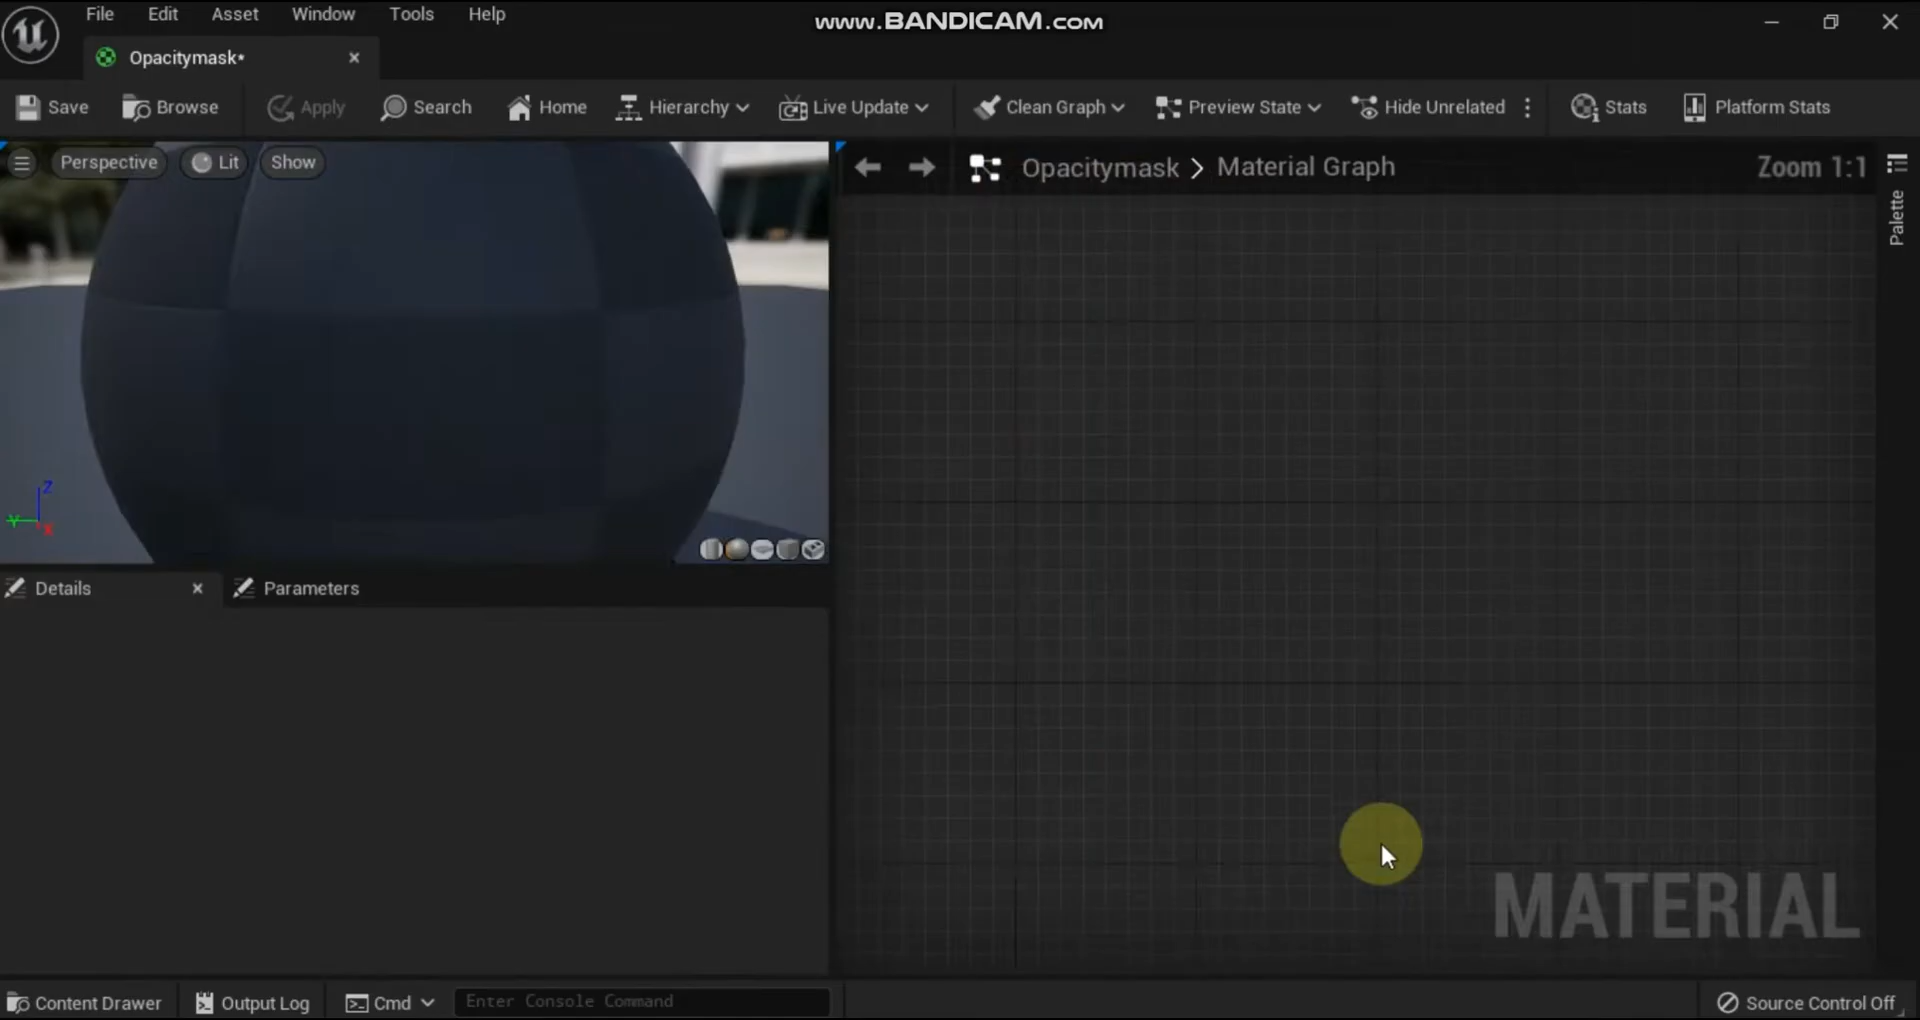 File Edit Asset Window Tools Help
www.BANDICAM.com
Opacitymask*
Save Browse Apply Search Home Hierarchy Live Update Clean Graph Preview State Hide Unrelated Stats Platform Stats
Perspective Lit Show
Opacitymask > Material Graph
Zoom 1:1
Palette
Z
Y
X
Details
Parameters
MATERIAL
Content Drawer Output Log Cmd Enter Console Command Source Control Off